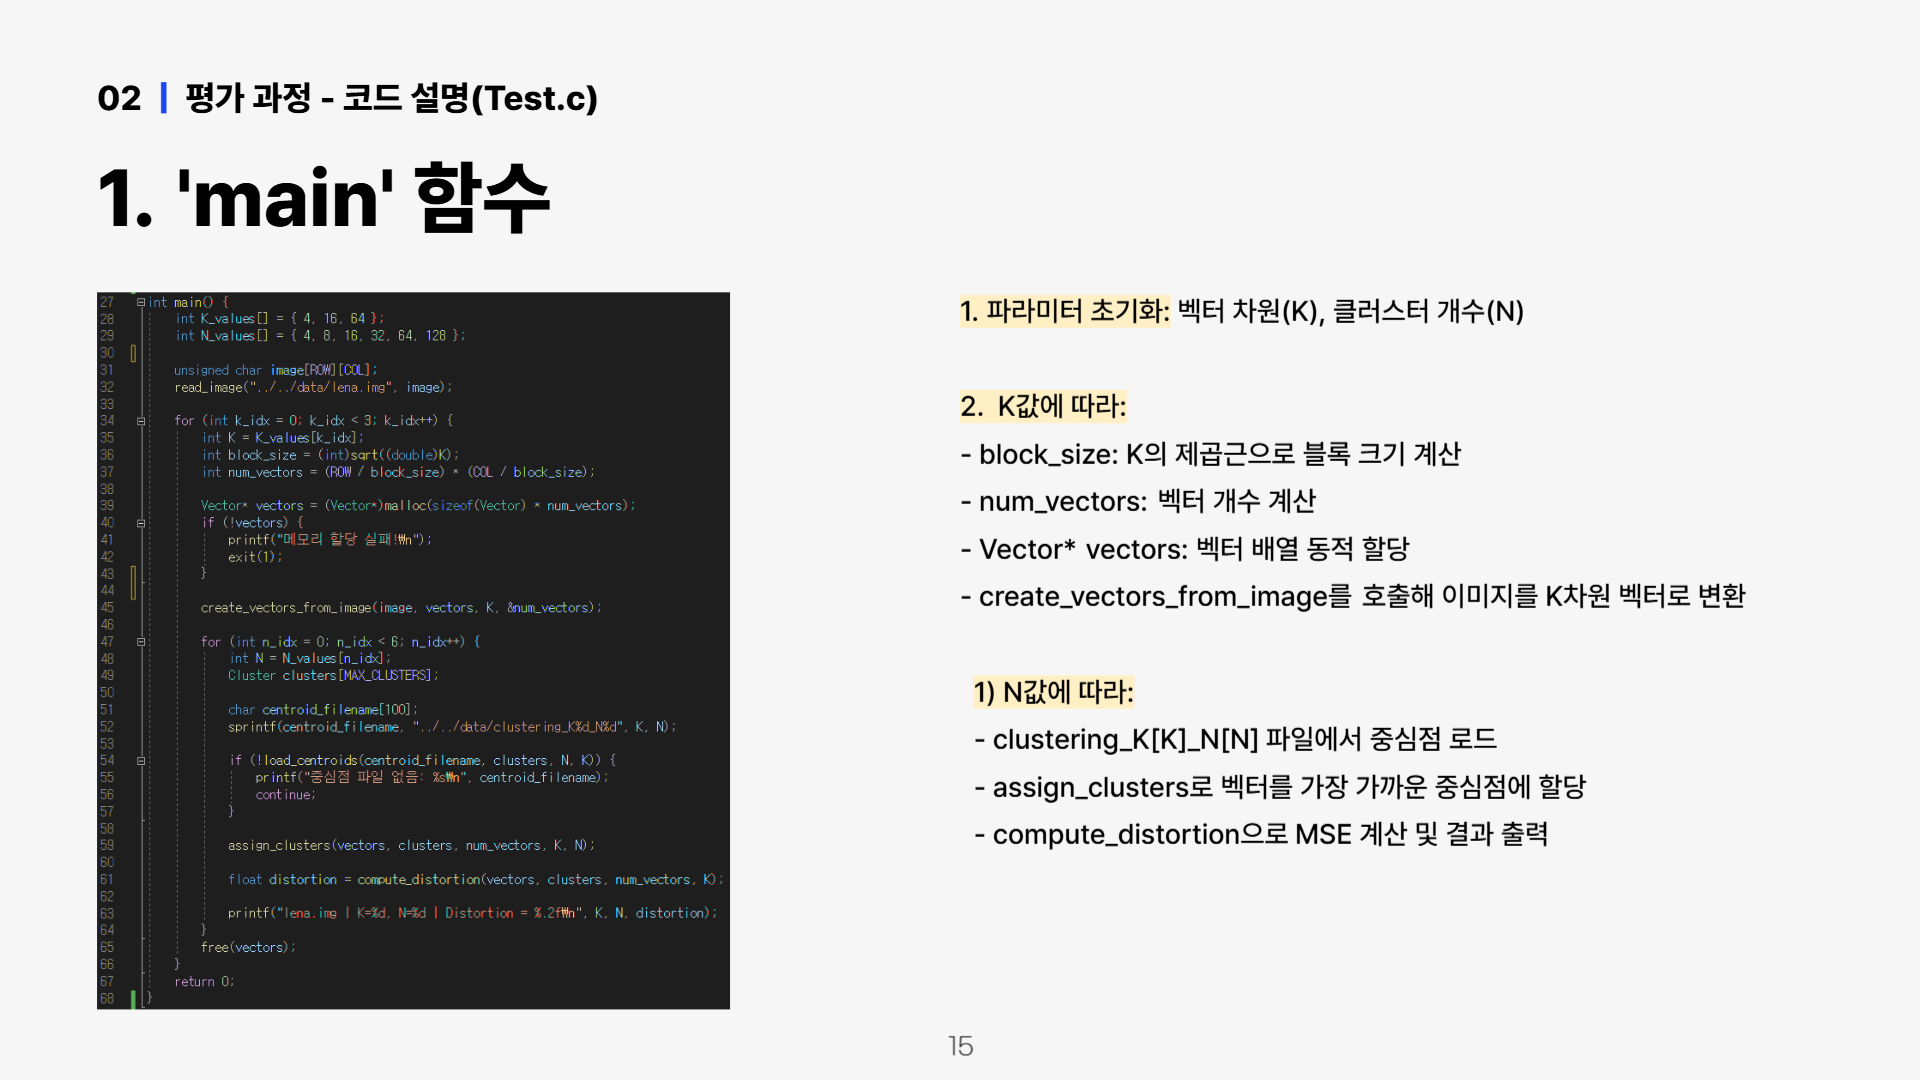 02 | 평가 과정 - 코드 설명(Test.c)
1. 'main' 함수
27 int main() {
28 int K_values[] = { 4, 16, 64 };
29 int N_values[] = { 4, 8, 16, 32, 64, 128 };
30
31 unsigned char image[ROW][COL];
32 read_image("../../data/lena.img", image);
33
34 for (int k_idx = 0; k_idx < 3; k_idx++) {
35 int K = K_values[k_idx];
36 int block_size = (int)sqrt((double)K);
37 int num_vectors = (ROW / block_size) * (COL / block_size);
38
39 Vector* vectors = (Vector*)malloc(sizeof(Vector) * num_vectors);
40 if (!vectors) {
41 printf("메모리 할당 실패!₩n");
42 exit(1);
43 }
44
45 create_vectors_from_image(image, vectors, K, &num_vectors);
46
47 for (int n_idx = 0; n_idx < 6; n_idx++) {
48 int N = N_values[n_idx];
49 Cluster clusters[MAX_CLUSTERS];
50
51 char centroid_filename[100];
52 sprintf(centroid_filename, "../../data/clustering_K%d_N%d", K, N);
53
54 if (!load_centroids(centroid_filename, clusters, N, K)) {
55 printf("중심점 파일 없음: %s₩n", centroid_filename);
56 continue;
57 }
58
59 assign_clusters(vectors, clusters, num_vectors, K, N);
60
61 float distortion = compute_distortion(vectors, clusters, num_vectors, K);
62
63 printf("lena.img | K=%d, N=%d | Distortion = %.2f₩n", K, N, distortion);
64 }
65 free(vectors);
66 }
67 return 0;
68 }
1. 파라미터 초기화: 벡터 차원(K), 클러스터 개수(N)
2. K값에 따라:
- block_size: K의 제곱근으로 블록 크기 계산
- num_vectors: 벡터 개수 계산
- Vector* vectors: 벡터 배열 동적 할당
- create_vectors_from_image를 호출해 이미지를 K차원 벡터로 변환
1) N값에 따라:
- clustering_K[K]_N[N] 파일에서 중심점 로드
- assign_clusters로 벡터를 가장 가까운 중심점에 할당
- compute_distortion으로 MSE 계산 및 결과 출력
15